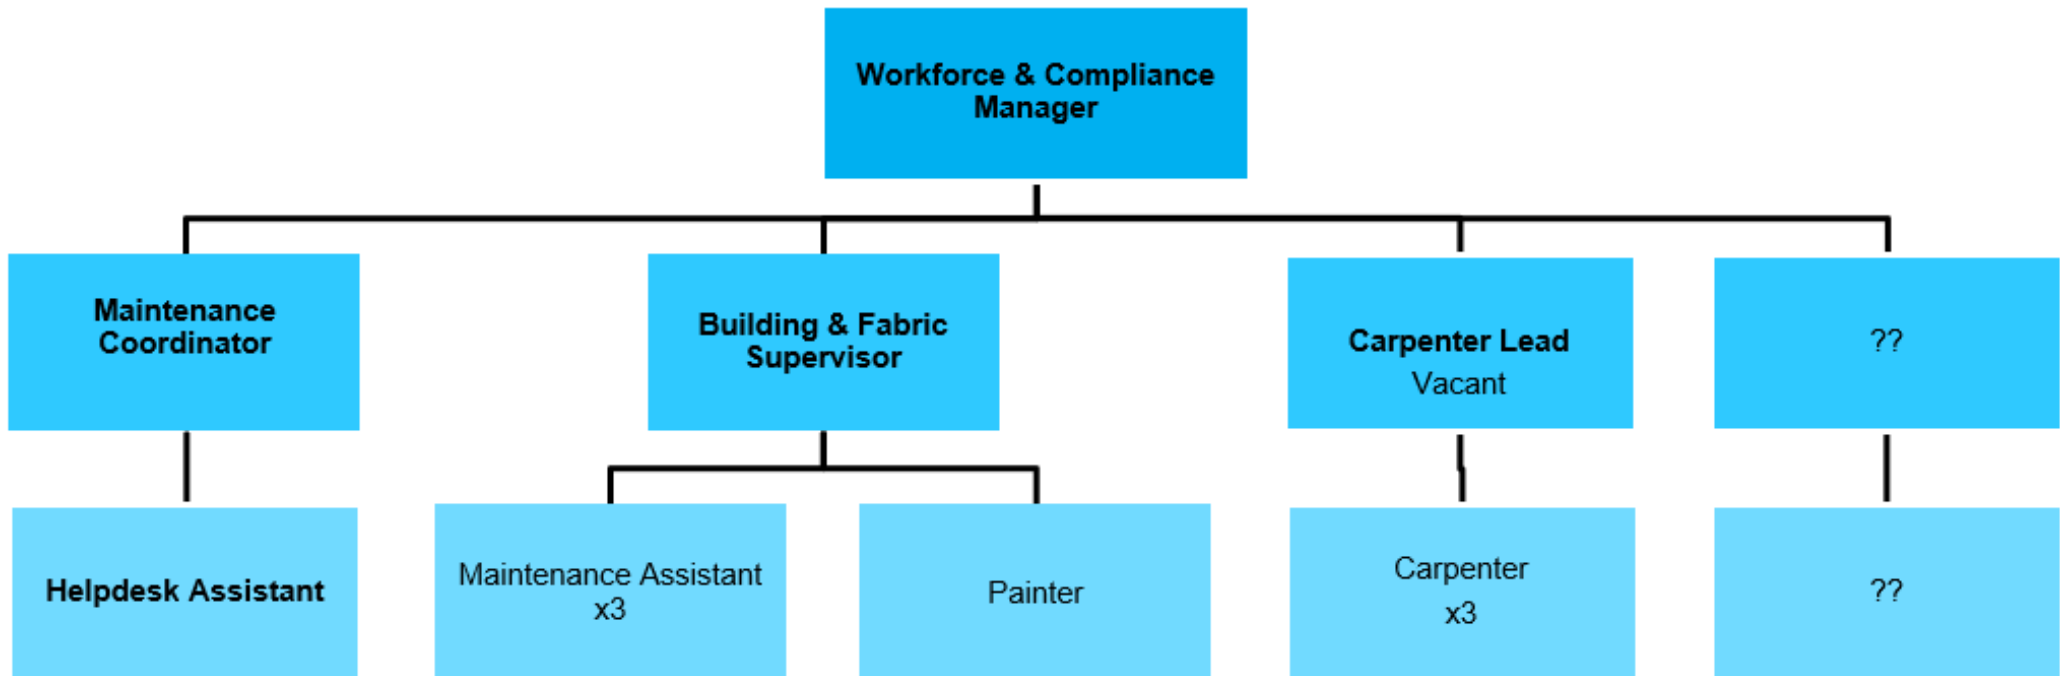 Workforce & Compliance
Manager
Maintenance
Coordinator
Building & Fabric
Supervisor
Carpenter Lead
Vacant
??
Helpdesk Assistant
Maintenance Assistant
x3
Painter
Carpenter
x3
??